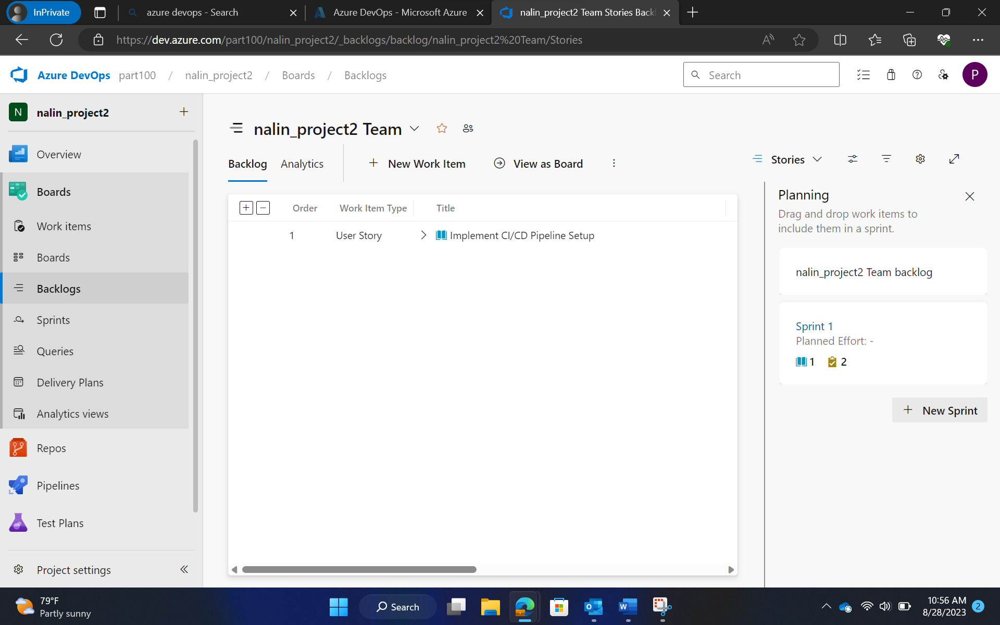 InPrivate
azure devops - Search
Azure DevOps - Microsoft Azure
nalin_project2 Team Stories Backl
https://dev.azure.com/part100/nalin_project2/_backlogs/backlog/nalin_project2%20Team/Stories
Azure DevOps part100 / nalin_project2 / Boards / Backlogs
Search
P
N nalin_project2
Overview
Boards
Work items
Boards
Backlogs
Sprints
Queries
Delivery Plans
Analytics views
Repos
Pipelines
Test Plans
Project settings
nalin_project2 Team
Backlog Analytics
New Work Item
View as Board
Stories
Order Work Item Type Title
1 User Story Implement CI/CD Pipeline Setup
Planning
Drag and drop work items to
include them in a sprint.
nalin_project2 Team backlog
Sprint 1
Planned Effort: -
1 2
New Sprint
79°F
Partly sunny
Search
10:56 AM
8/28/2023
2